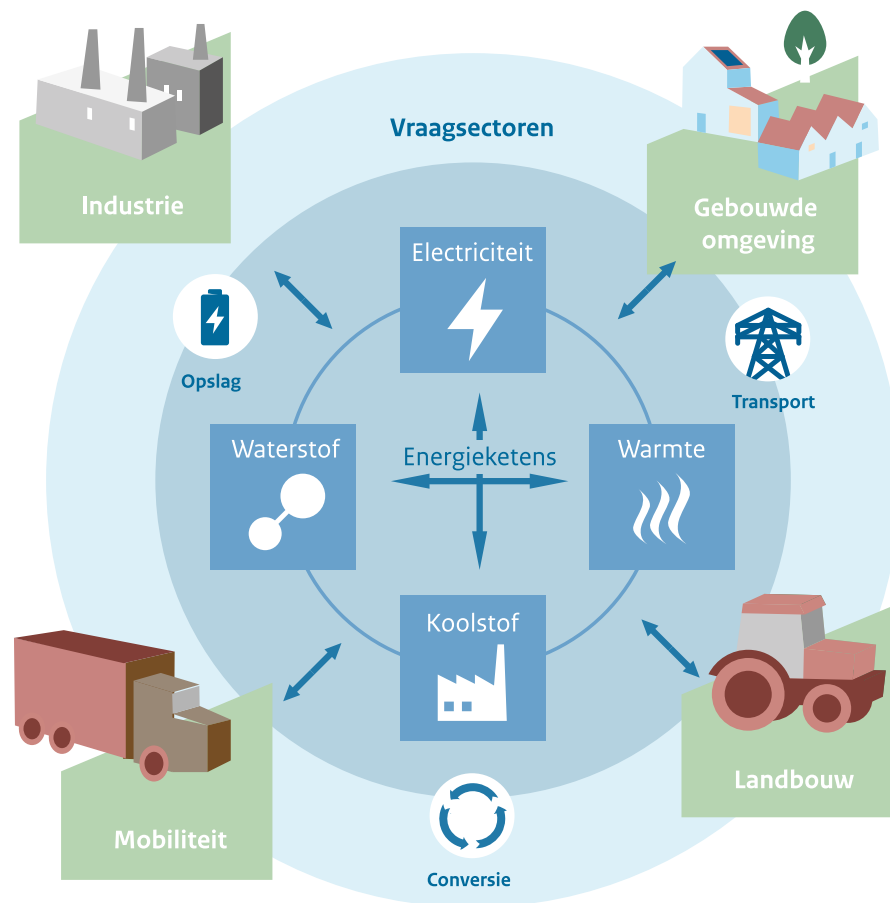 Vraagsectoren
Industrie
Gebouwde
omgeving
Electriciteit
Opslag
Transport
Waterstof
Energieketens
Warmte
Koolstof
Landbouw
Mobiliteit
Conversie